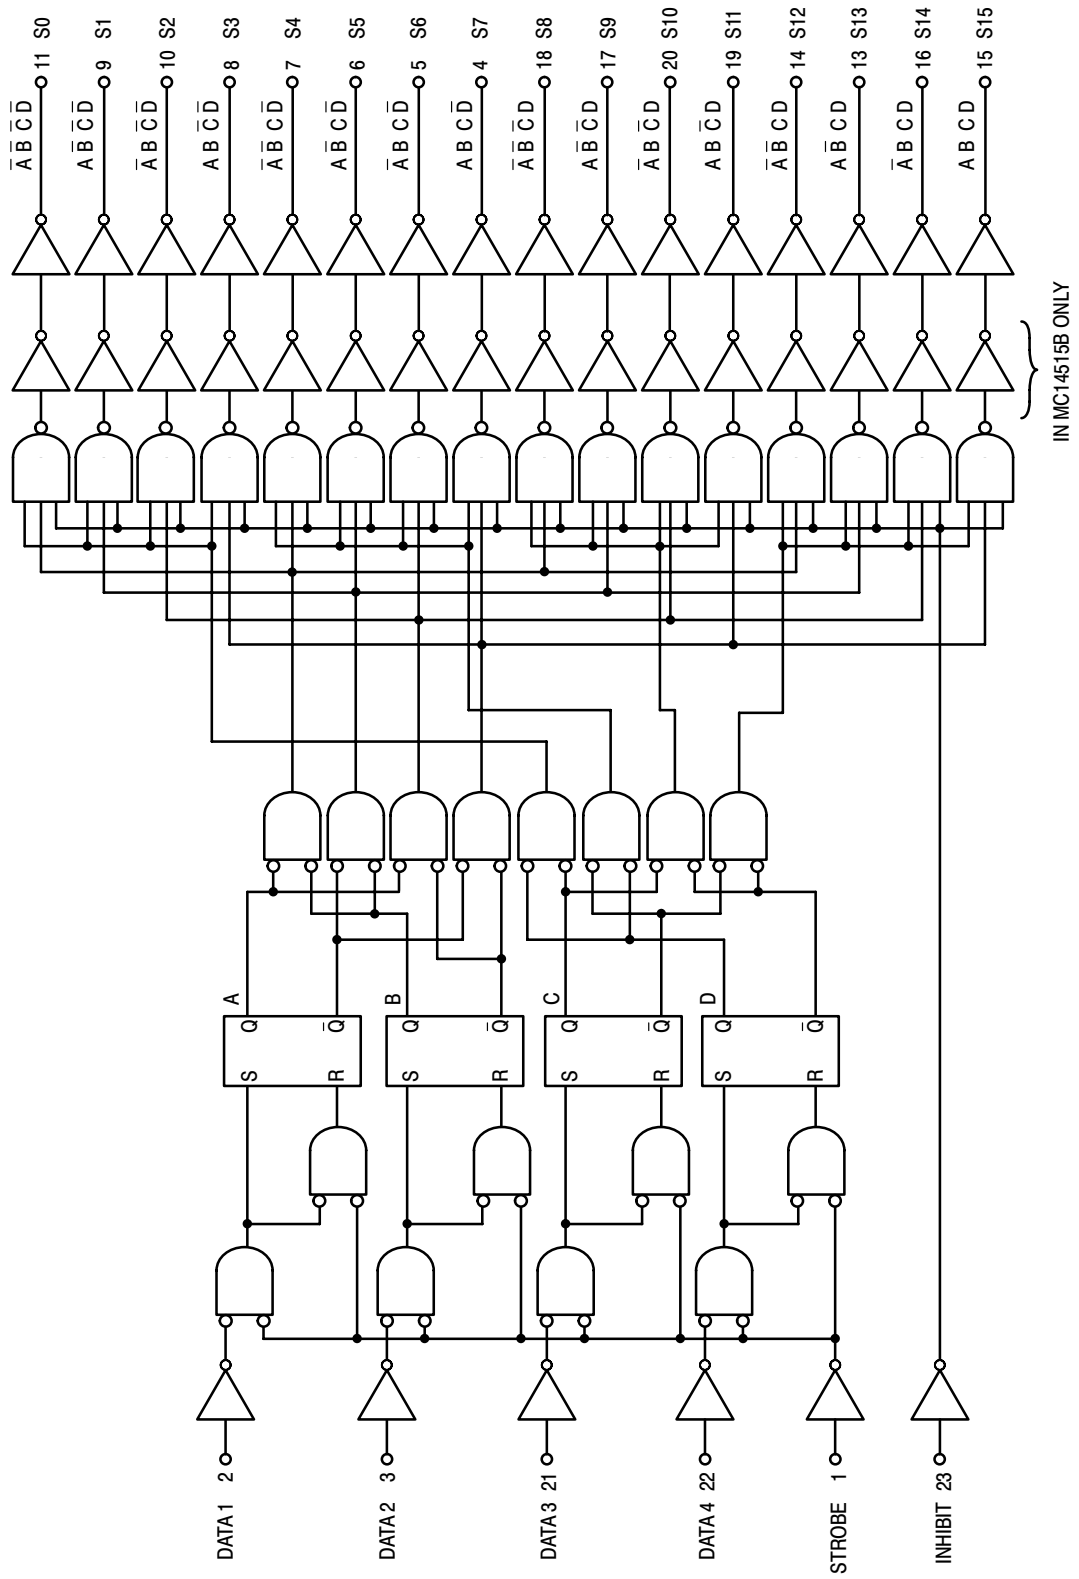 DATA 1 2
DATA 2 3
DATA 3 21
DATA 4 22
STROBE 1
INHIBIT 23
S Q A
R Q̅
S Q B
R Q̅
S Q C
R Q̅
S Q D
R Q̅
A̅ B̅ C̅ D̅ 11 S0
A B̅ C̅ D̅ 9 S1
A̅ B C̅ D̅ 10 S2
A B C̅ D̅ 8 S3
A̅ B̅ C D̅ 7 S4
A B̅ C D̅ 6 S5
A̅ B C D̅ 5 S6
A B C D̅ 4 S7
A̅ B̅ C̅ D 18 S8
A B̅ C̅ D 17 S9
A̅ B C̅ D 20 S10
A B C̅ D 19 S11
A̅ B̅ C D 14 S12
A B̅ C D 13 S13
A̅ B C D 16 S14
A B C D 15 S15
IN MC14515B ONLY